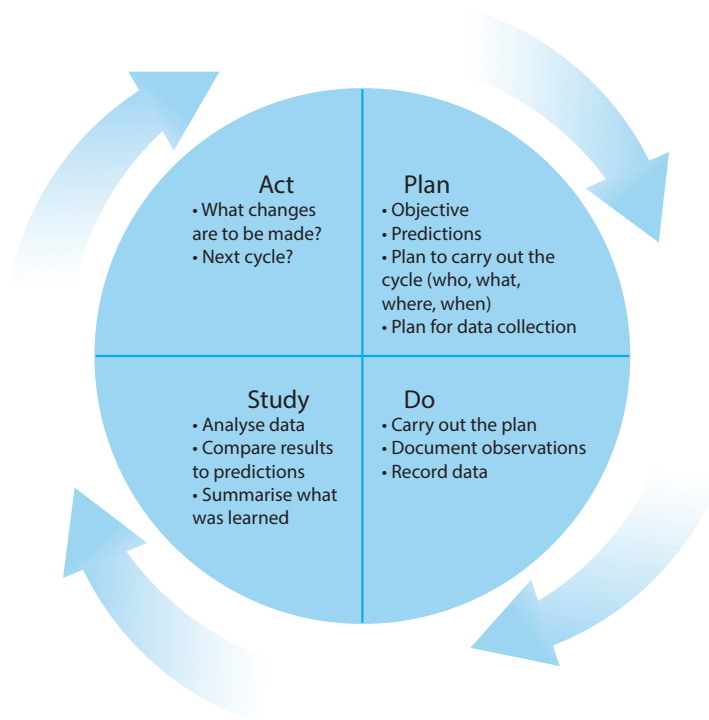 Act
• What changes
are to be made?
• Next cycle?
Plan
• Objective
• Predictions
• Plan to carry out the
cycle (who, what,
where, when)
• Plan for data collection
Study
• Analyse data
• Compare results
to predictions
• Summarise what
was learned
Do
• Carry out the plan
• Document observations
• Record data